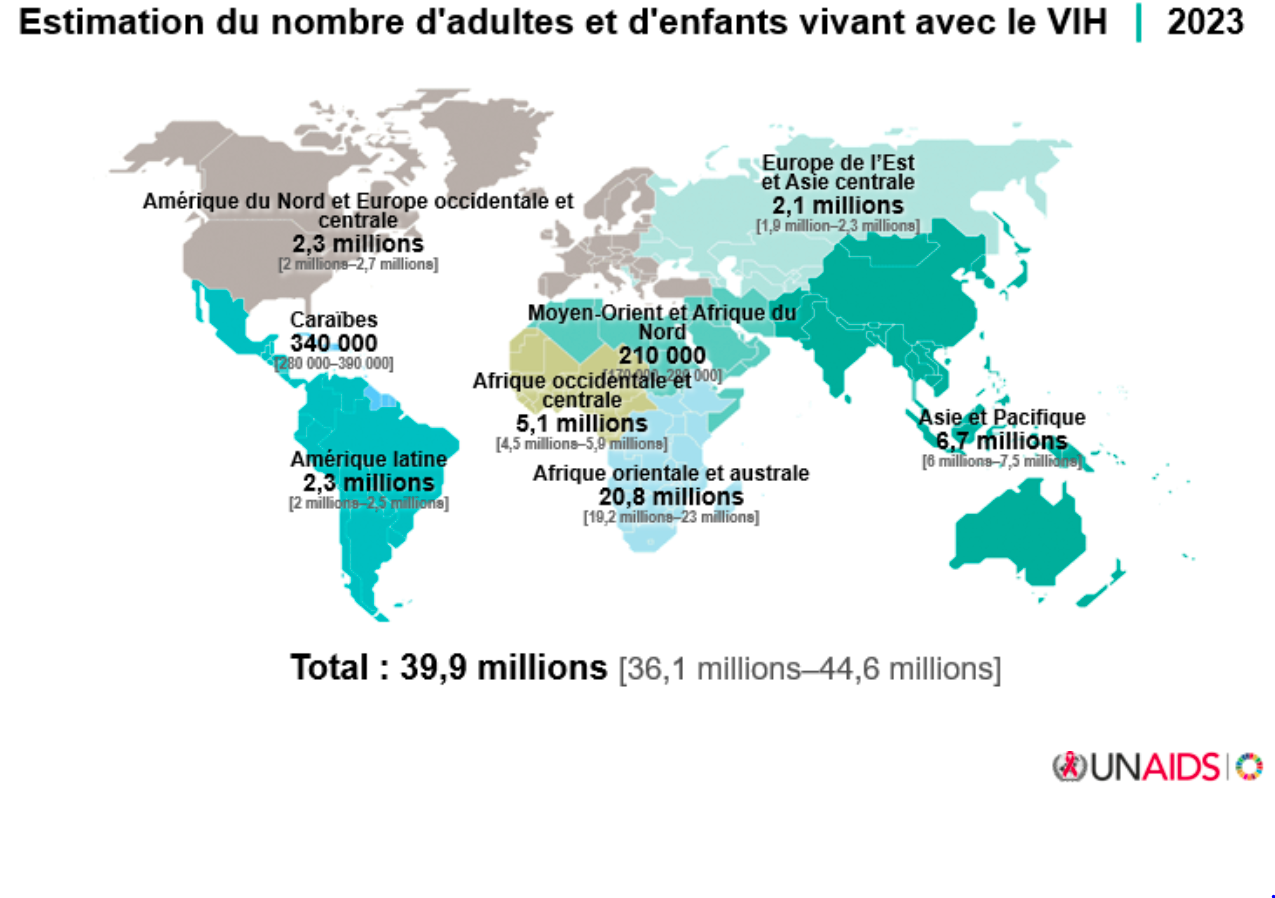 Estimation du nombre d'adultes et d'enfants vivant avec le VIH | 2023
Europe de l’Est
et Asie centrale
2,1 millions
[1,9 million–2,3 millions]
Amérique du Nord et Europe occidentale et
centrale
2,3 millions
[2 millions–2,7 millions]
Caraïbes
340 000
[280 000–390 000]
Moyen-Orient et Afrique du
Nord
210 000
000]
Afrique occidentale et
centrale
5,1 millions
[4,5 millions–5,9 millions]
Asie et Pacifique
6,7 millions
[6 millions–7,5 millions]
Amérique latine
2,3 millions
[2 millions–2,5 millions]
Afrique orientale et australe
20,8 millions
[19,2 millions–23 millions]
Total : 39,9 millions [36,1 millions–44,6 millions]
UNAIDS